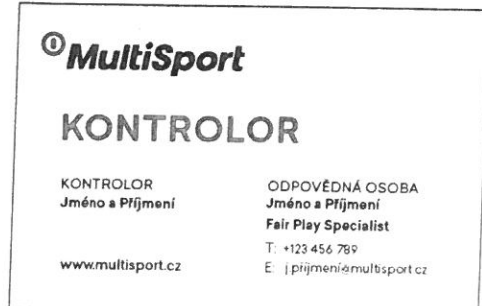 MultiSport
KONTROLOR
KONTROLOR
Jméno a Příjmení
www.multisport.cz
ODPOVĚDNÁ OSOBA
Jméno a Příjmení
Fair Play Specialist
T: +123 456 789
E: j.prijmeni@multisport.cz